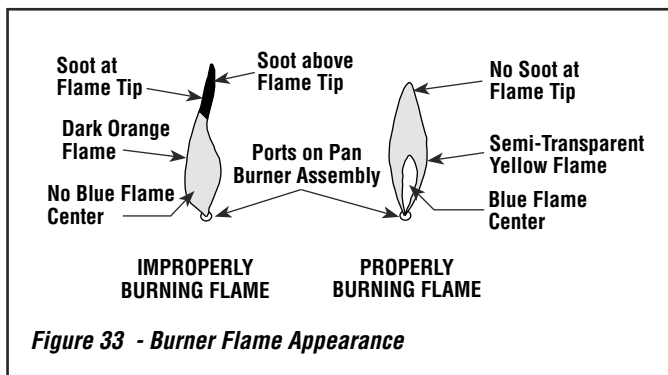 Soot at
Flame Tip
Soot above
Flame Tip
No Soot at
Flame Tip
Dark Orange
Flame
Ports on Pan
Burner Assembly
Semi-Transparent
Yellow Flame
No Blue Flame
Center
Blue Flame
Center
IMPROPERLY
BURNING FLAME
PROPERLY
BURNING FLAME
Figure 33 - Burner Flame Appearance